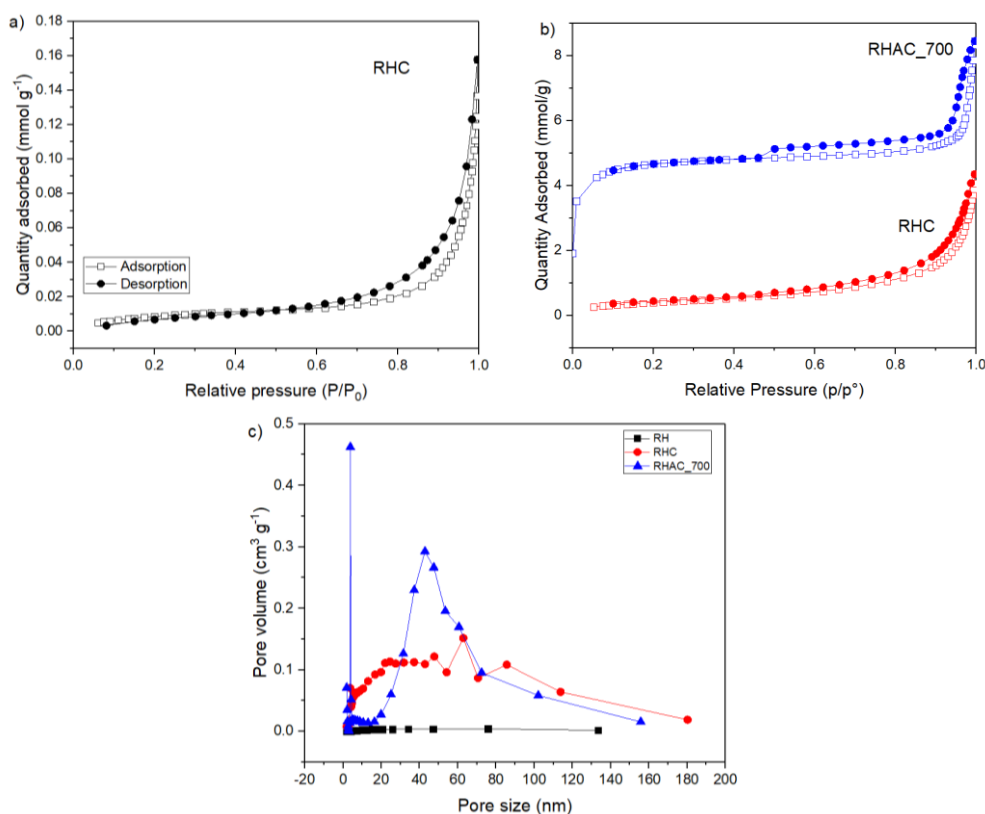 a)
RHC
Quantity adsorbed (mmol g⁻¹)
0.18
0.16
0.14
0.12
0.10
0.08
0.06
0.04
0.02
0.00
Adsorption
Desorption
0.0 0.2 0.4 0.6 0.8 1.0
Relative pressure (P/P₀)
b)
RHAC_700
RHC
Quantity Adsorbed (mmol/g)
8
6
4
2
0
0.0 0.2 0.4 0.6 0.8 1.0
Relative Pressure (p/p°)
c)
RH
RHC
RHAC_700
Pore volume (cm³ g⁻¹)
0.5
0.4
0.3
0.2
0.1
0.0
-20 0 20 40 60 80 100 120 140 160 180 200
Pore size (nm)